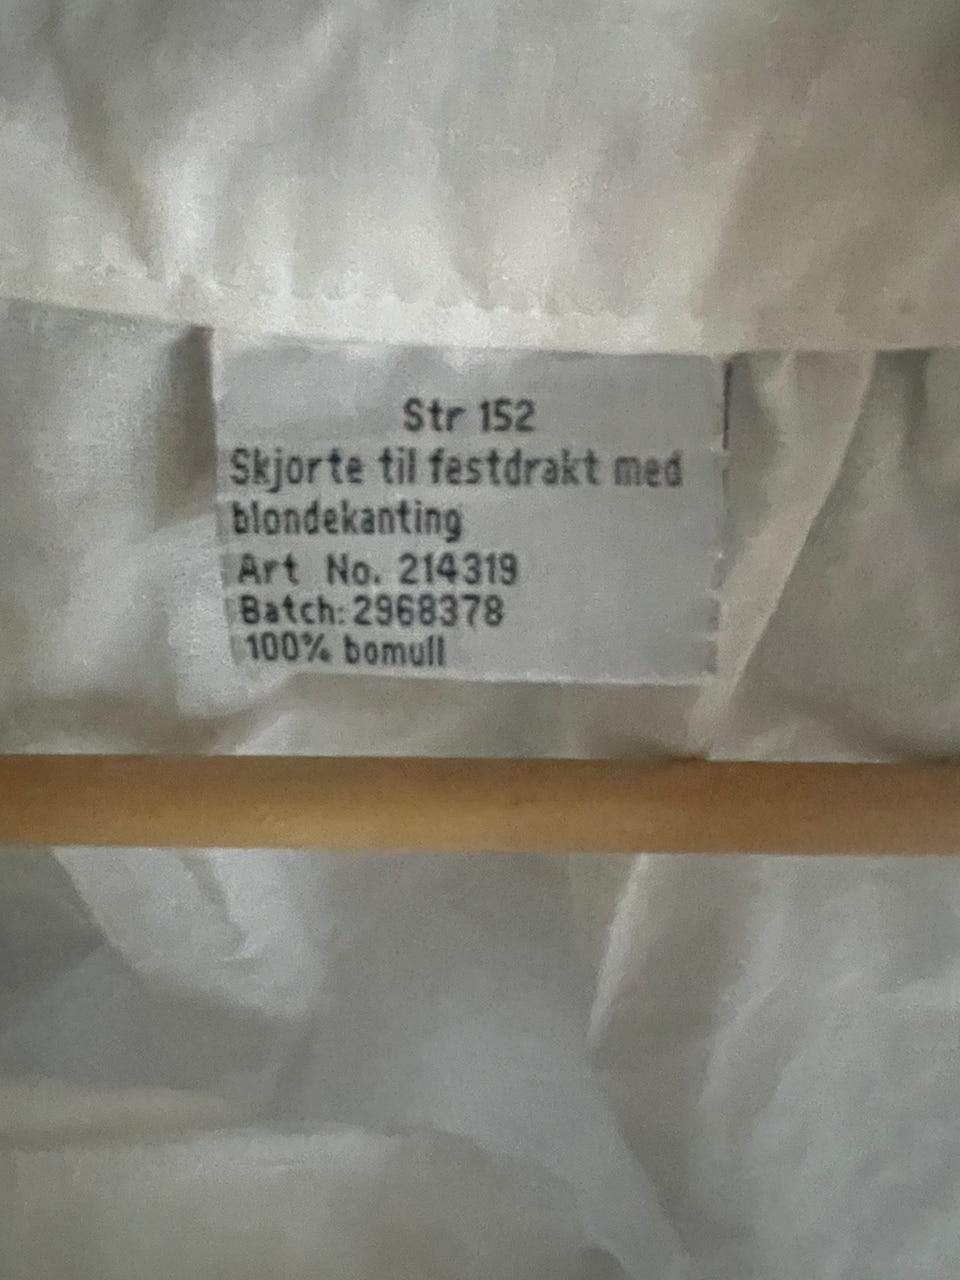 Str 152
Skjorte til festdrakt med
blondekanting
Art No. 214319
Batch: 2968378
100% bomull